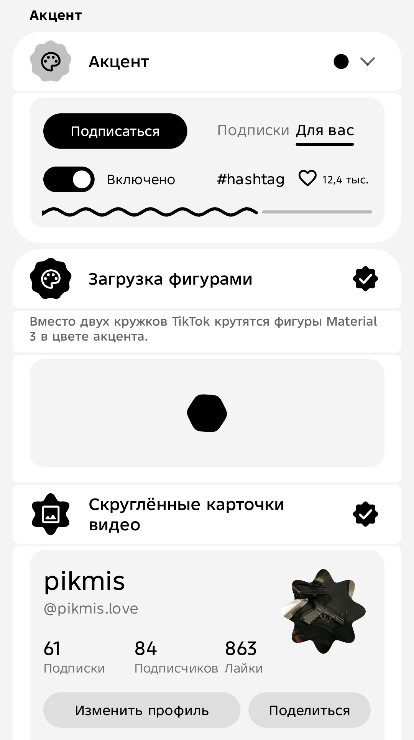 Акцент
Акцент
Подписаться
Подписки Для вас
Включено
#hashtag
12,4 тыс.
Загрузка фигурами
Вместо двух кружков TikTok крутятся фигуры Material
3 в цвете акцента.
Скруглённые карточки
видео
pikmis
@pikmis.love
61 84 863
Подписки Подписчиков Лайки
Изменить профиль Поделиться